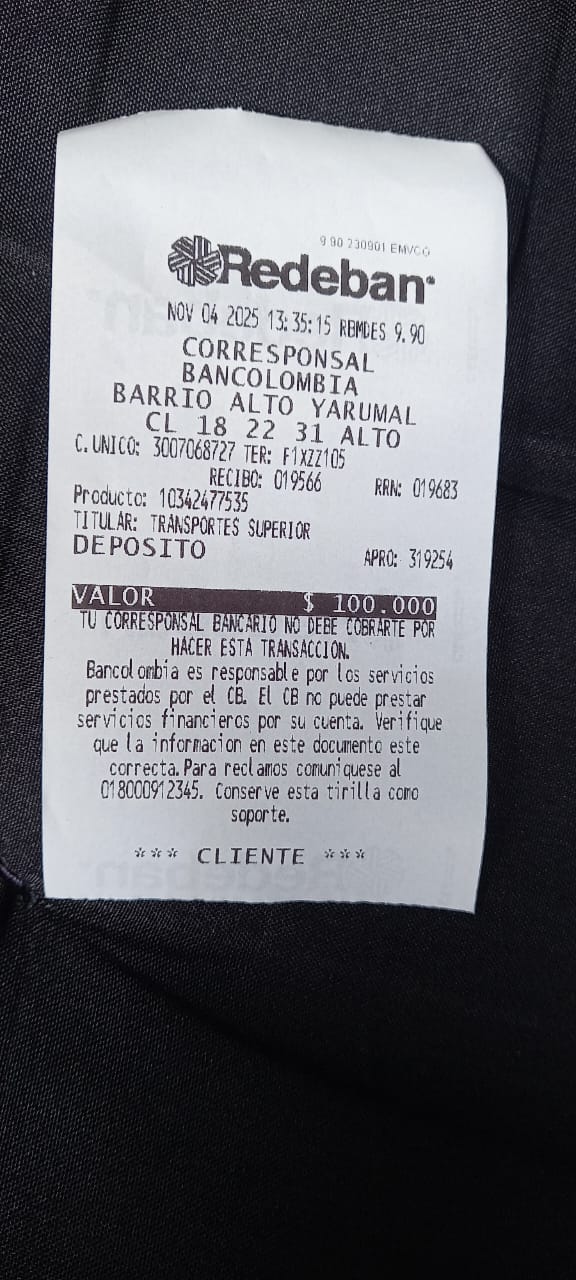 9 90 230901 EMVCO
Redeban
NOV 04 2025 13:35:15 RBMDES 9.90
CORRESPONSAL
BANCOLOMBIA
BARRIO ALTO YARUMAL
CL 18 22 31 ALTO
C.UNICO: 3007068727 TER: F1XZZ105
RECIBO: 019566 RRN: 019683
Producto: 10342477535
TITULAR: TRANSPORTES SUPERIOR
DEPOSITO APRO: 319254
VALOR $ 100.000
TU CORRESPONSAL BANCARIO NO DEBE COBRARTE POR
HACER ESTA TRANSACCION.
Bancolombia es responsable por los servicios
prestados por el CB. El CB no puede prestar
servicios financieros por su cuenta. Verifique
que la informacion en este documento este
correcta. Para reclamos comuniquese al
018000912345. Conserve esta tirilla como
soporte.
*** CLIENTE ***